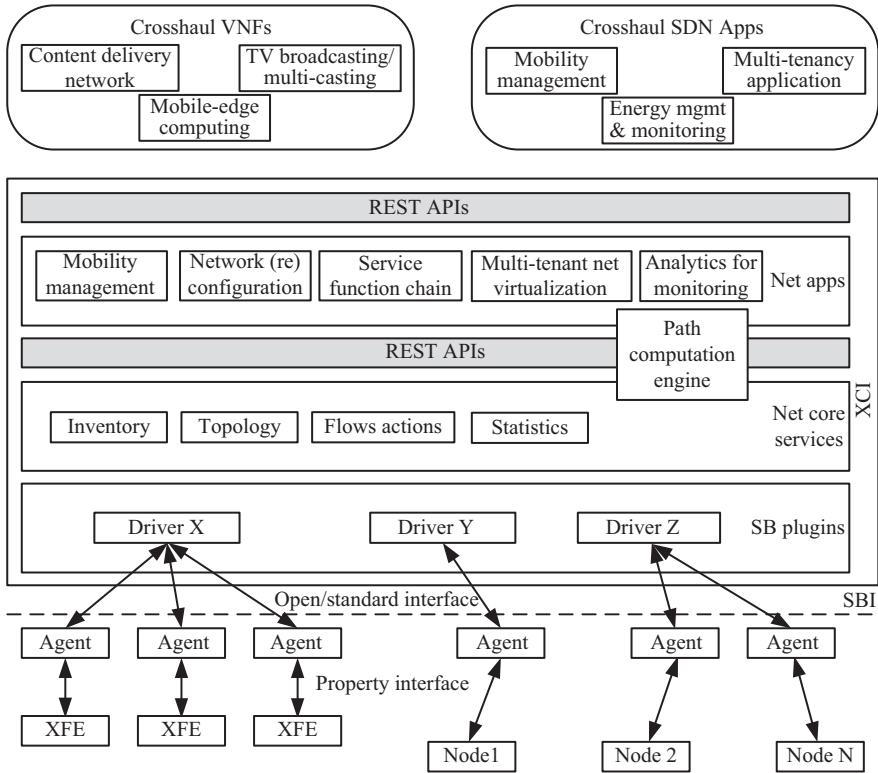 Crosshaul VNFs
Content delivery
network
TV broadcasting/
multi-casting
Mobile-edge
computing
Crosshaul SDN Apps
Mobility
management
Multi-tenancy
application
Energy mgmt
& monitoring
REST APIs
Mobility
management
Network (re)
configuration
Service
function chain
Multi-tenant net
virtualization
Analytics for
monitoring
Net apps
REST APIs
Path
computation
engine
XCI
Inventory
Topology
Flows actions
Statistics
Net core
services
Driver X
Driver Y
Driver Z
SB plugins
Open/standard interface
SBI
Agent
Agent
Agent
Agent
Agent
Agent
Property interface
XFE
XFE
XFE
Node1
Node 2
Node N